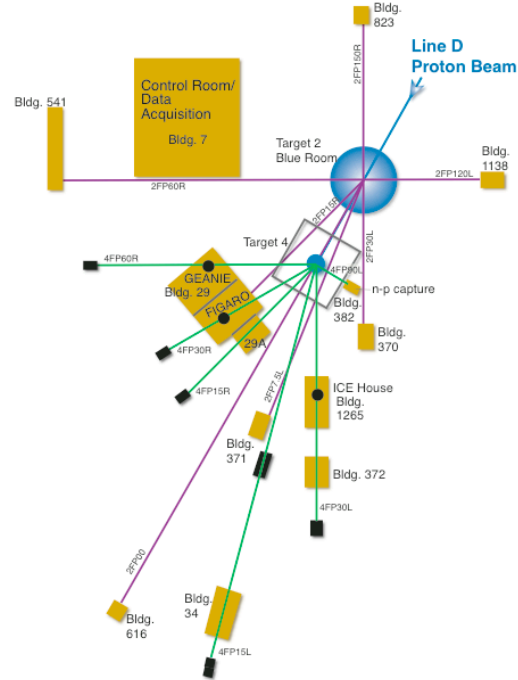 Bldg.
823
Line D
Proton Beam
2FP150R
Control Room/
Data
Acquisition
Bldg. 7
Bldg. 541
Target 2
Blue Room
Bldg.
1138
2FP120L
2FP60R
2FP15R
2FP30L
Target 4
4FP90L
4FP60R
GEANIE
Bldg. 29
n-p capture
Bldg.
382
FIGARO
370
Bldg.
29A
4FP30R
4FP15R
2FP7.5L
ICE House
Bldg.
1265
Bldg.
371
Bldg. 372
4FP30L
2FP00
Bldg.
34
Bldg.
616
4FP15L